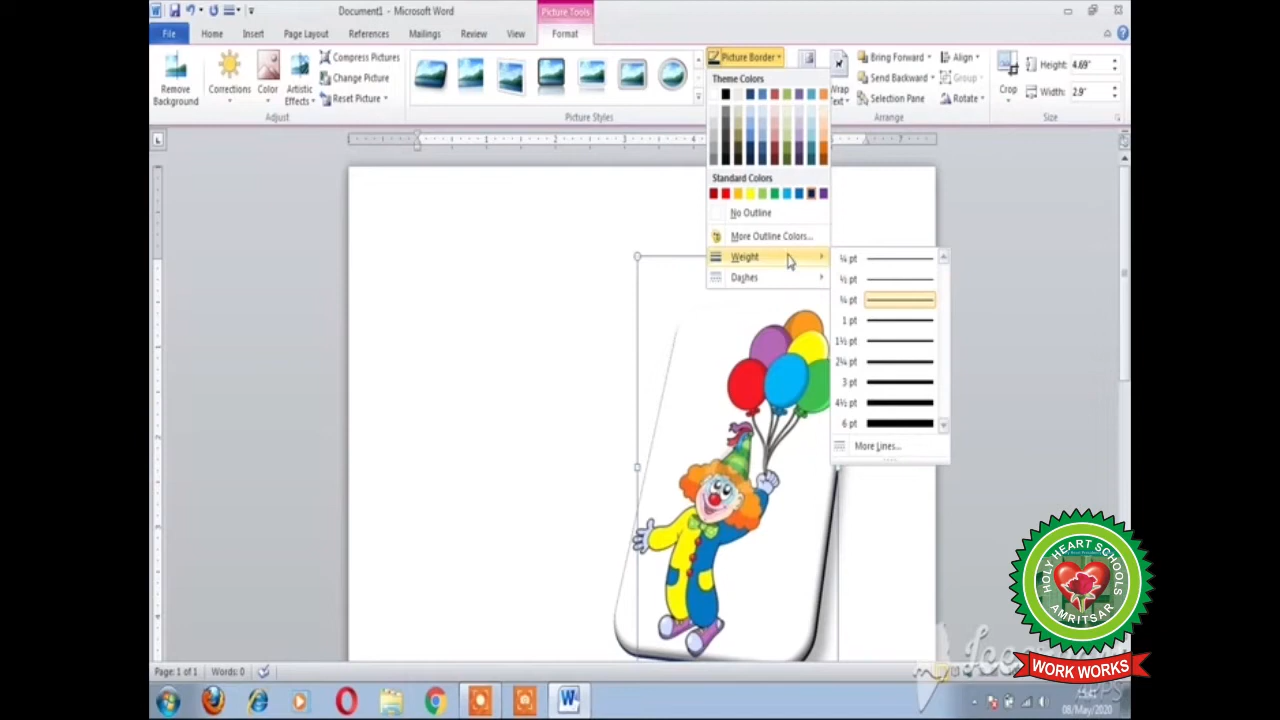 Document1 - Microsoft Word
Picture Tools
File Home Insert Page Layout References Mailings Review View Format
Remove Background
Corrections
Color
Artistic Effects
Compress Pictures
Change Picture
Reset Picture
Adjust
Picture Styles
Picture Border
Wrap Text
Bring Forward
Send Backward
Selection Pane
Align
Group
Rotate
Arrange
Crop
Height: 4.69"
Width: 2.9"
Size
Theme Colors
Standard Colors
No Outline
More Outline Colors...
Weight
Dashes
¼ pt
½ pt
¾ pt
1 pt
1½ pt
2¼ pt
3 pt
4½ pt
6 pt
More Lines...
HOLY HEART SCHOOLS
AMRITSAR
WORK WORKS
Page: 1 of 1 Words: 0
08/May/2020